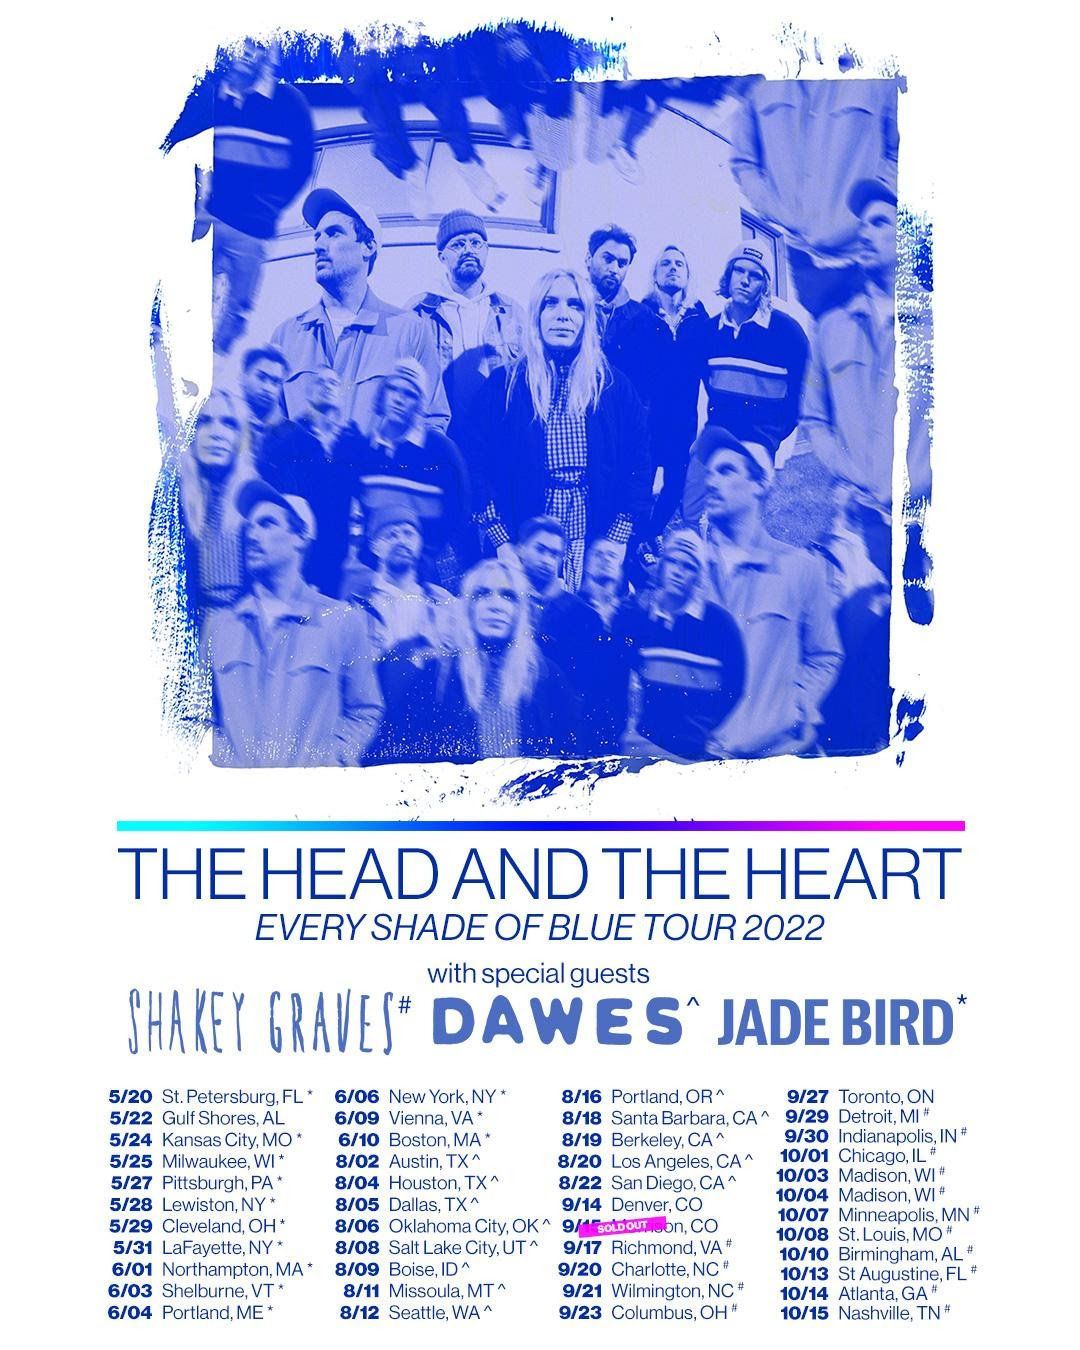 THE HEAD AND THE HEART
EVERY SHADE OF BLUE TOUR 2022
with special guests
SHAKEY GRAVES# DAWES^ JADE BIRD*
5/20 St. Petersburg, FL *
5/22 Gulf Shores, AL
5/24 Kansas City, MO *
5/25 Milwaukee, WI *
5/27 Pittsburgh, PA *
5/28 Lewiston, NY *
5/29 Cleveland, OH *
5/31 LaFayette, NY *
6/01 Northampton, MA *
6/03 Shelburne, VT *
6/04 Portland, ME *
6/06 New York, NY *
6/09 Vienna, VA *
6/10 Boston, MA *
8/02 Austin, TX ^
8/04 Houston, TX ^
8/05 Dallas, TX ^
8/06 Oklahoma City, OK ^
8/08 Salt Lake City, UT ^
8/09 Boise, ID ^
8/11 Missoula, MT ^
8/12 Seattle, WA ^
8/16 Portland, OR ^
8/18 Santa Barbara, CA ^
8/19 Berkeley, CA ^
8/20 Los Angeles, CA ^
8/22 San Diego, CA ^
9/14 Denver, CO
9/15 SOLD OUT CO
9/17 Richmond, VA #
9/20 Charlotte, NC #
9/21 Wilmington, NC #
9/23 Columbus, OH #
9/27 Toronto, ON
9/29 Detroit, MI #
9/30 Indianapolis, IN #
10/01 Chicago, IL #
10/03 Madison, WI #
10/04 Madison, WI #
10/07 Minneapolis, MN #
10/08 St. Louis, MO #
10/10 Birmingham, AL #
10/13 St Augustine, FL #
10/14 Atlanta, GA #
10/15 Nashville, TN #